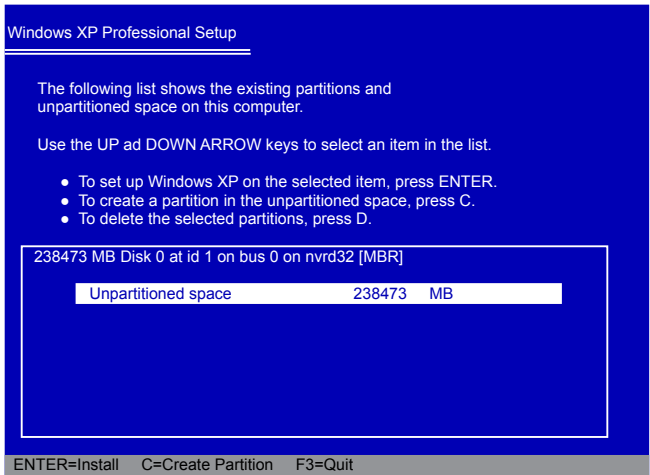 Windows XP Professional Setup
The following list shows the existing partitions and
unpartitioned space on this computer.
Use the UP ad DOWN ARROW keys to select an item in the list.
● To set up Windows XP on the selected item, press ENTER.
● To create a partition in the unpartitioned space, press C.
● To delete the selected partitions, press D.
238473 MB Disk 0 at id 1 on bus 0 on nvrd32 [MBR]
Unpartitioned space 238473 MB
ENTER=Install C=Create Partition F3=Quit